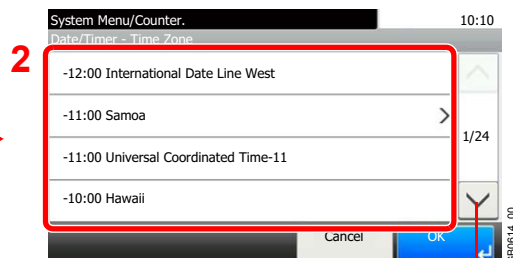 System Menu/Counter. 10:10
Date/Timer - Time Zone
2
-12:00 International Date Line West
-11:00 Samoa
1/24
-11:00 Universal Coordinated Time-11
-10:00 Hawaii
Cancel OK